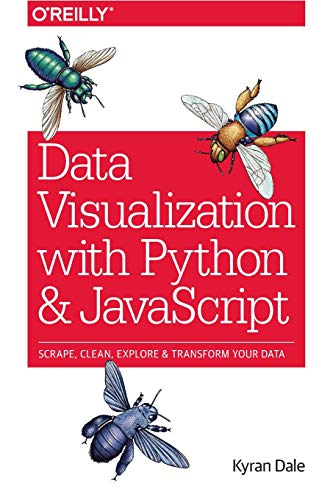 O'REILLY®
Data
Visualization
with Python
& JavaScript
SCRAPE, CLEAN, EXPLORE & TRANSFORM YOUR DATA
Kyran Dale